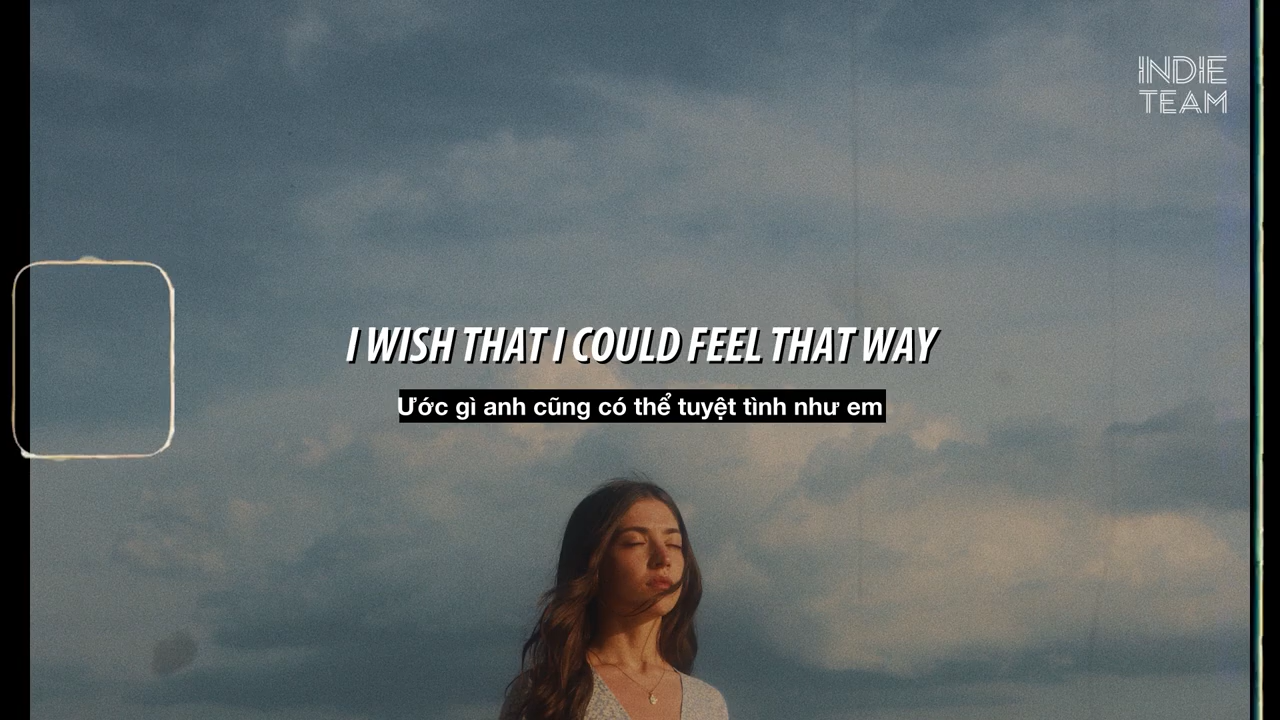 INDIE
TEAM
I WISH THAT I COULD FEEL THAT WAY
Ước gì anh cũng có thể tuyệt tình như em